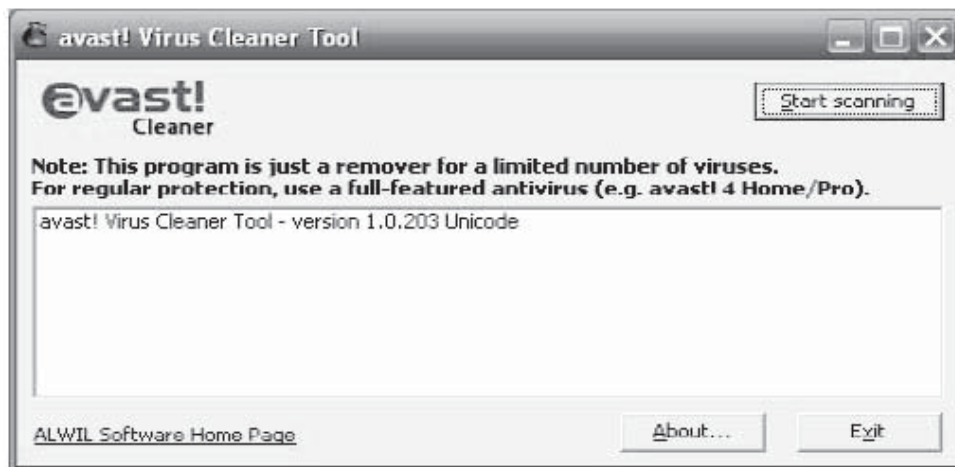 avast! Virus Cleaner Tool
avast!
Cleaner
Start scanning
Note: This program is just a remover for a limited number of viruses.
For regular protection, use a full-featured antivirus (e.g. avast! 4 Home/Pro).
avast! Virus Cleaner Tool - version 1.0.203 Unicode
ALWIL Software Home Page
About...
Exit